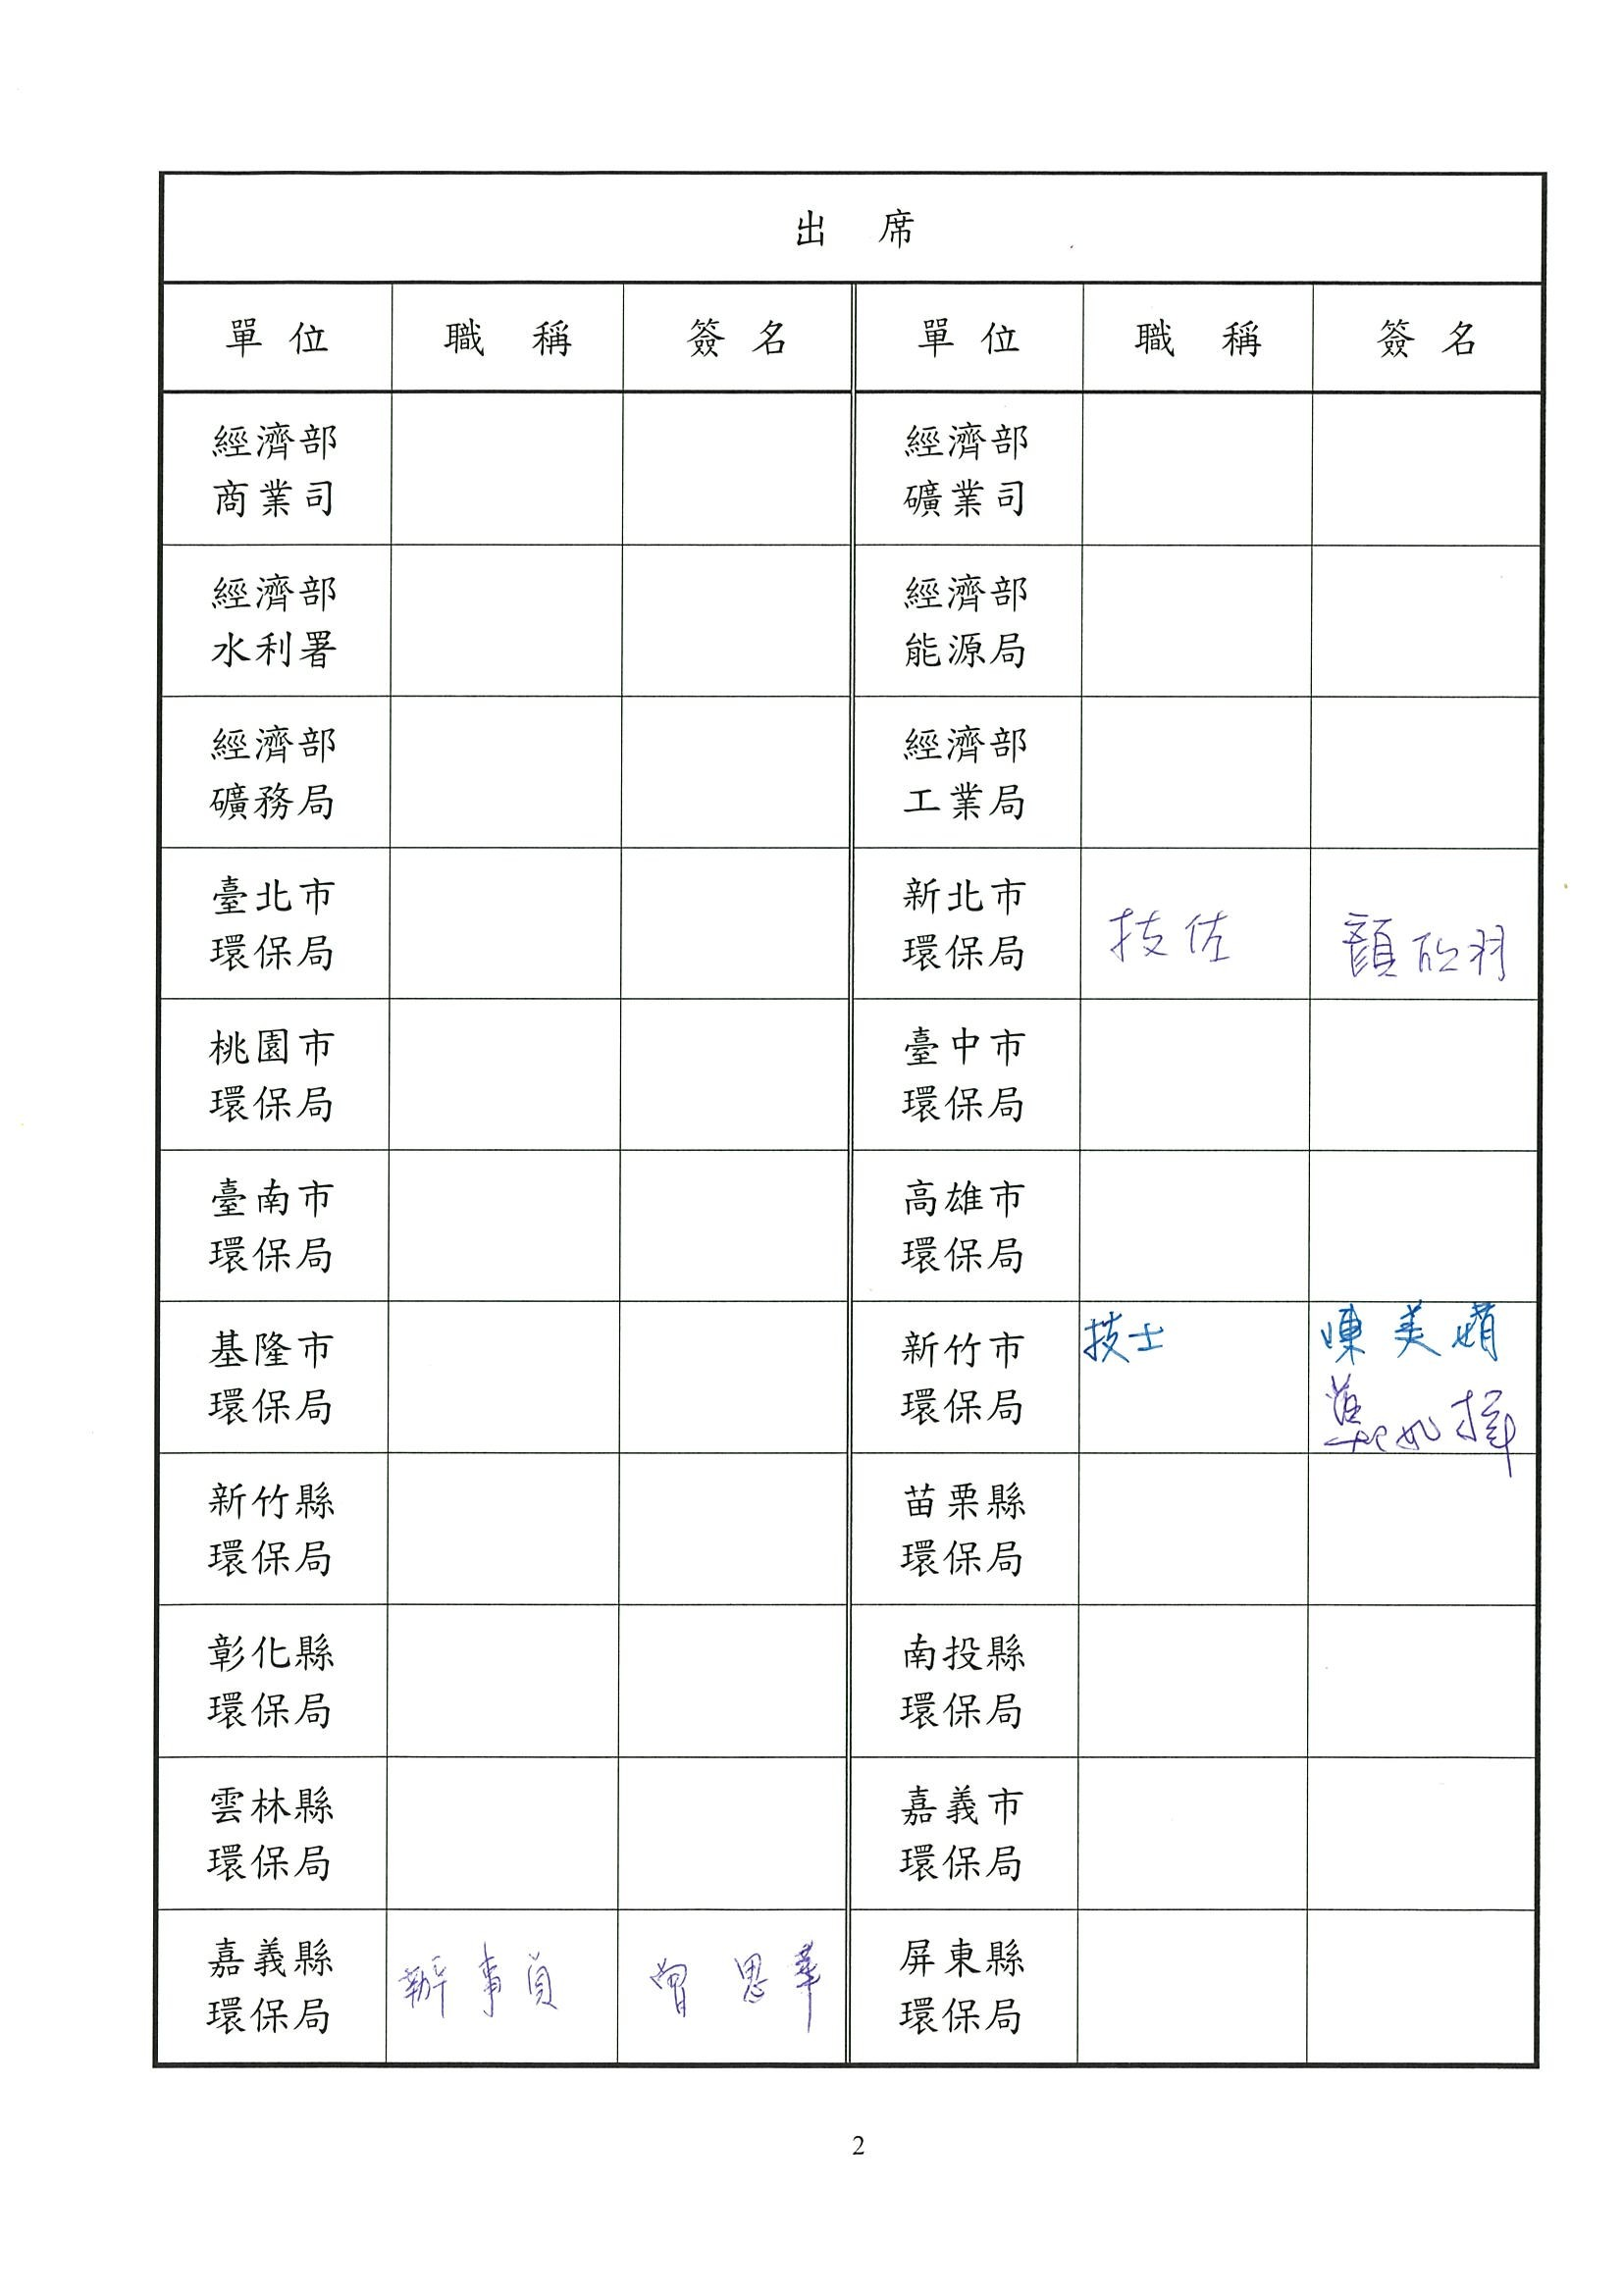 出 席
單 位 職 稱 簽 名 單 位 職 稱 簽 名
經濟部 經濟部
商業司 礦業司
經濟部 經濟部
水利署 能源局
經濟部 經濟部
礦務局 工業局
臺北市 新北市
環保局 環保局 技佐 顏
桃園市 臺中市
環保局 環保局
臺南市 高雄市
環保局 環保局
基隆市 新竹市 技士 陳美娟
環保局 環保局
新竹縣 苗栗縣
環保局 環保局
彰化縣 南投縣
環保局 環保局
雲林縣 嘉義市
環保局 環保局
嘉義縣 辦事員 曾思華 屏東縣
環保局 環保局
2